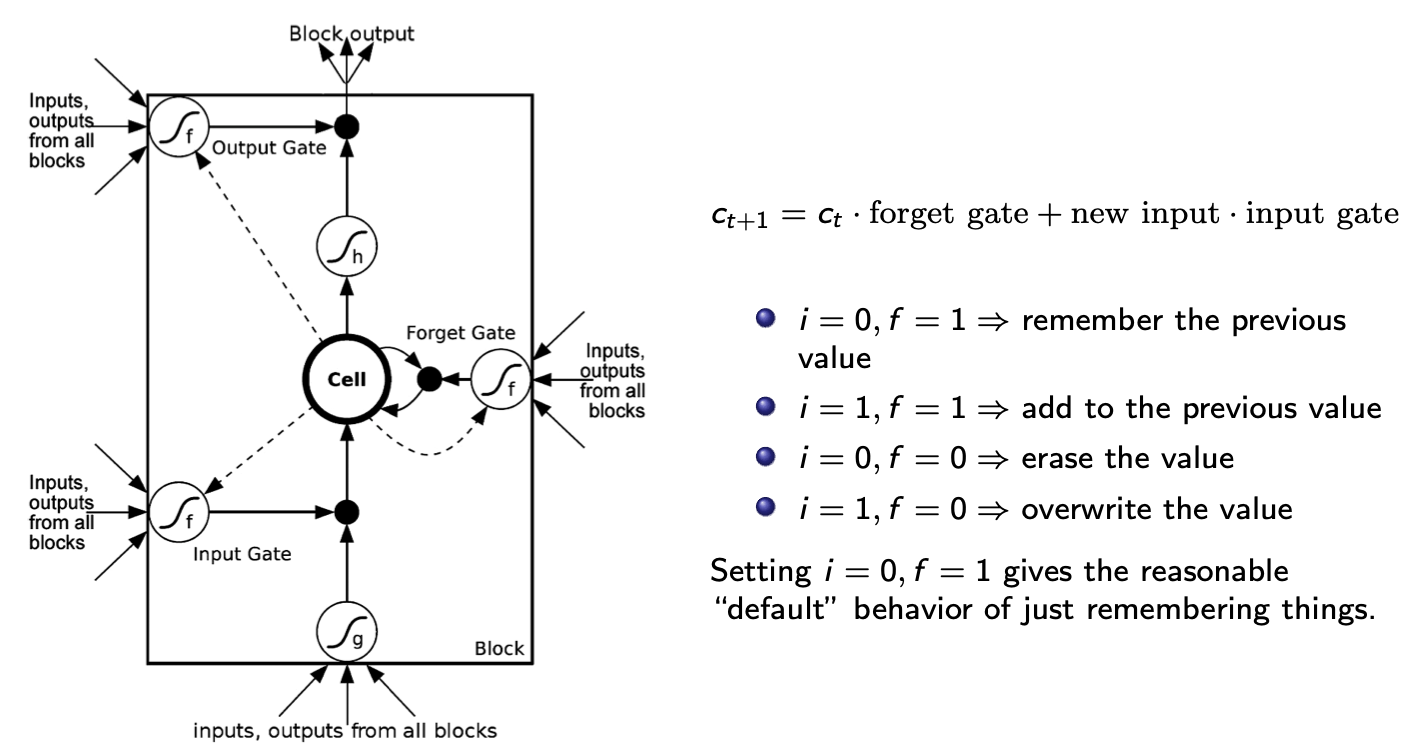 Block output
Inputs,
outputs
from all
blocks
f
Output Gate
h
Forget Gate
Cell
f
Inputs,
outputs
from all
blocks
Inputs,
outputs
from all
blocks
f
Input Gate
g
Block
inputs, outputs from all blocks
c_{t+1} = c_t · forget gate + new input · input gate
i = 0, f = 1 ⇒ remember the previous
value
i = 1, f = 1 ⇒ add to the previous value
i = 0, f = 0 ⇒ erase the value
i = 1, f = 0 ⇒ overwrite the value
Setting i = 0, f = 1 gives the reasonable
“default” behavior of just remembering things.